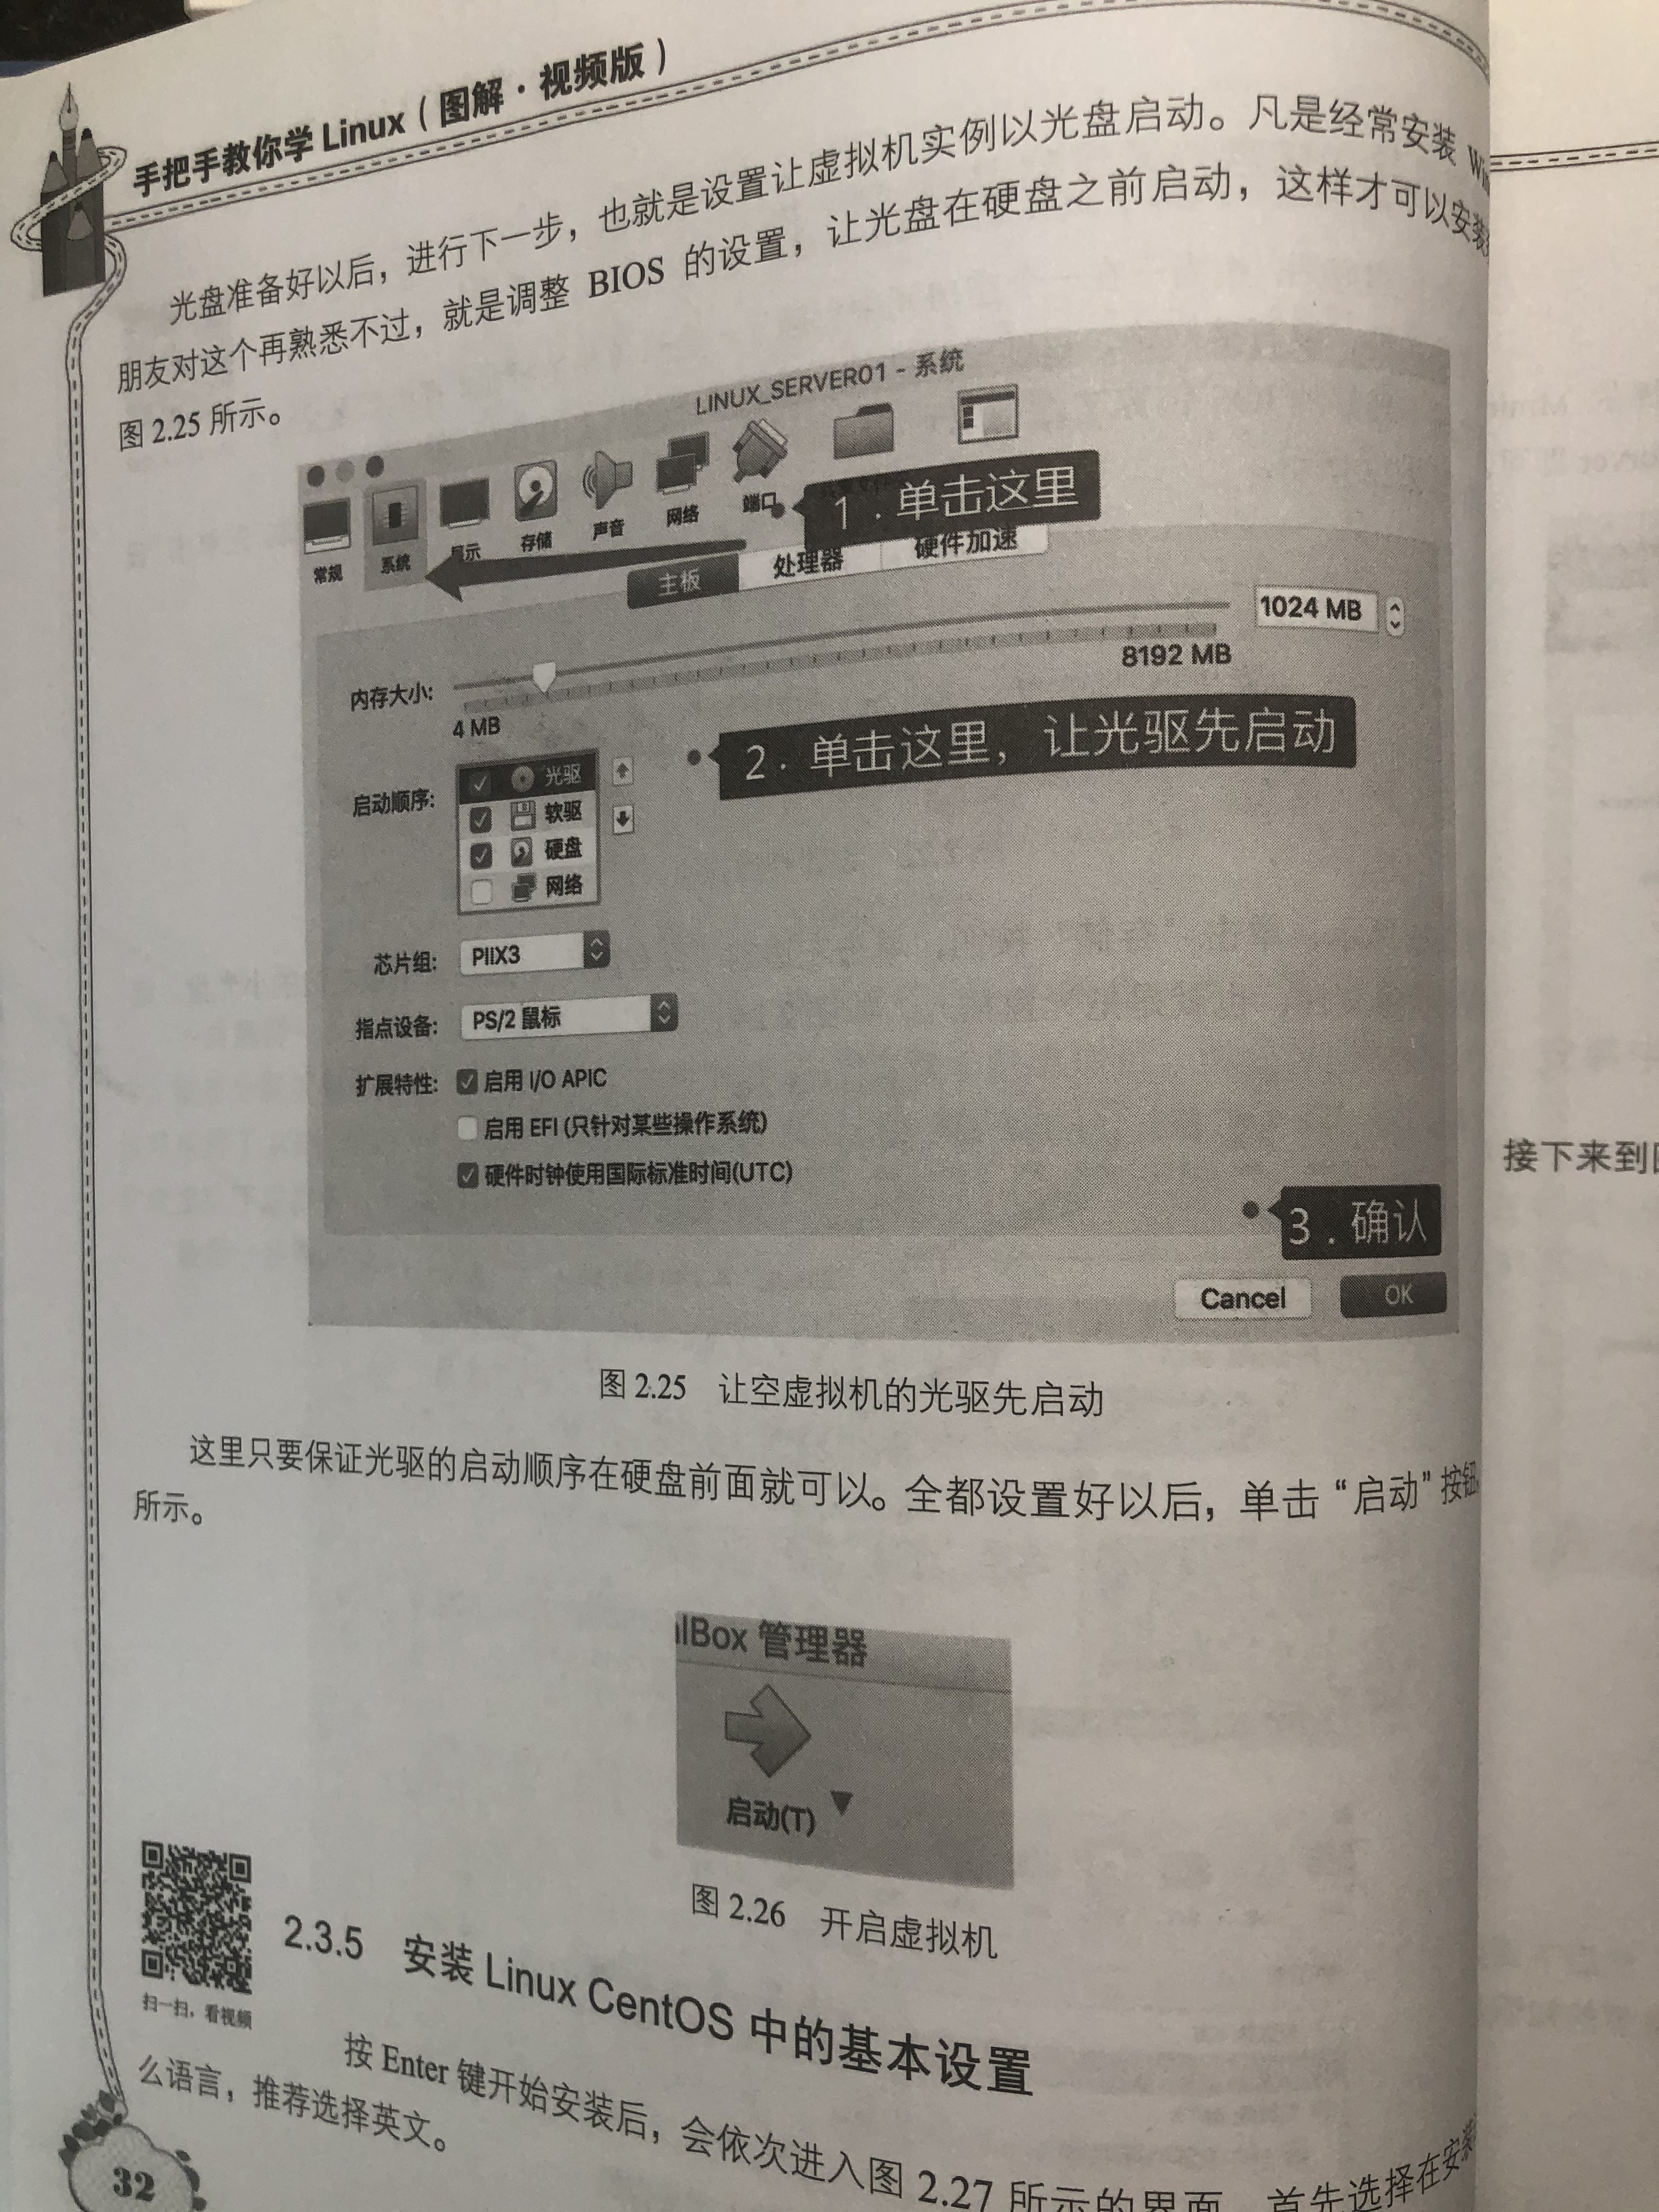 手把手教你学 Linux（图解·视频版）
光盘准备好以后，进行下一步，也就是设置让虚拟机实例以光盘启动。凡是经常安装
朋友对这个再熟悉不过，就是调整 BIOS 的设置，让光盘在硬盘之前启动，这样才可以安装
图 2.25 所示。
LINUX_SERVER01 - 系统
常规 系统 显示 存储 声音 网络 端口
1．单击这里
主板 处理器 硬件加速
内存大小: 1024 MB
4 MB 8192 MB
2．单击这里，让光驱先启动
启动顺序: 光驱
软驱
硬盘
网络
芯片组: PIIX3
指点设备: PS/2 鼠标
扩展特性: 启用 I/O APIC
启用 EFI (只针对某些操作系统)
硬件时钟使用国际标准时间(UTC)
3．确认
Cancel OK
图 2.25 让空虚拟机的光驱先启动
这里只要保证光驱的启动顺序在硬盘前面就可以。全都设置好以后，单击“启动”按钮
所示。
lBox 管理器
启动(T)
图 2.26 开启虚拟机
扫一扫，看视频
2.3.5 安装 Linux CentOS 中的基本设置
按 Enter 键开始安装后，会依次进入图 2.27 所示的界面，首先选择在安装
么语言，推荐选择英文。
32
接下来到